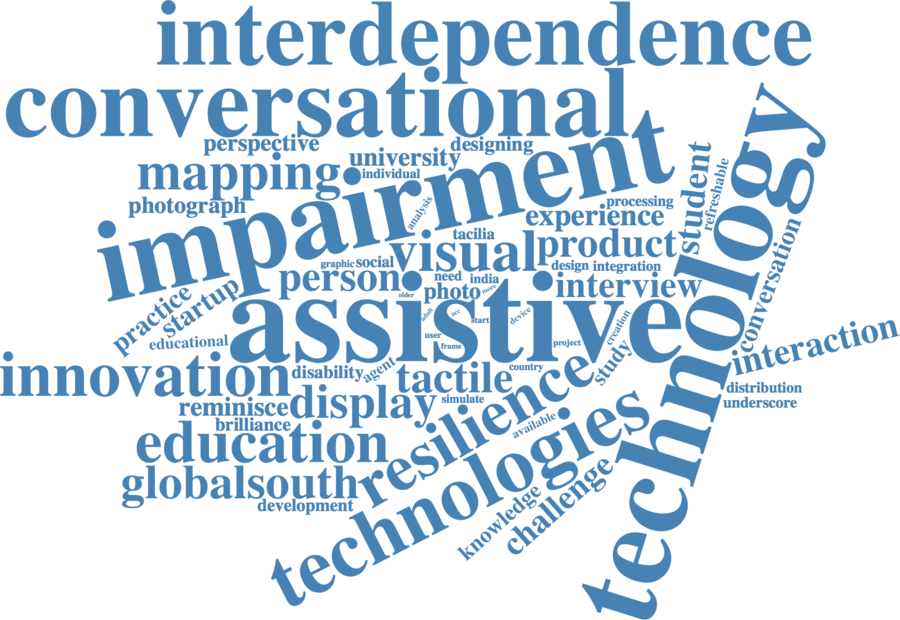 interdependence
conversational
perspective
designing
university
impairment
mapping
individual
student
refreshable
technology
photograph
analysis
processing
experience
tacilia
visual
product
conversation
graphic
social
design
integration
person
need
india
interview
photo
older
practice
startup
assistive
adult
acc
start
device
creation
user
frame
project
educational
study
interaction
innovation
disability
agent
tactile
country
resilience
distribution
underscore
reminisce
display
simulate
brilliance
available
technologies
education
globalsouth
development
knowledge
challenge